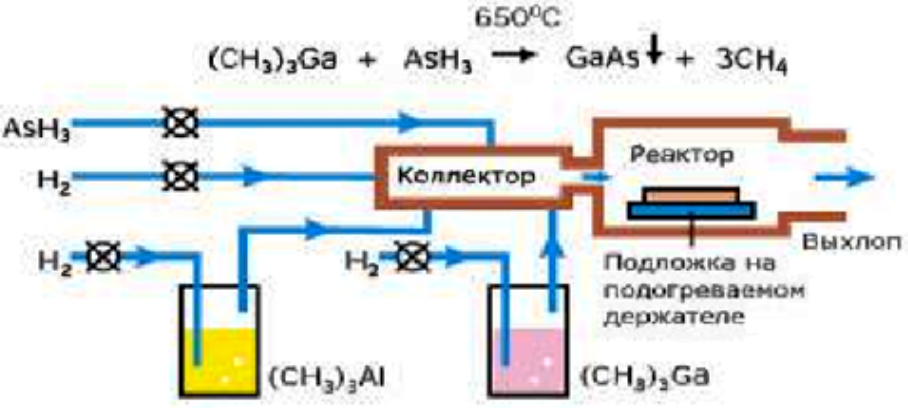 650⁰C
(CH₃)₃Ga + AsH₃ → GaAs↓ + 3CH₄
AsH₃
H₂
Коллектор
Реактор
H₂
H₂
Выхлоп
Подложка на
подогреваемом
держателе
(CH₃)₃Al
(CH₃)₃Ga